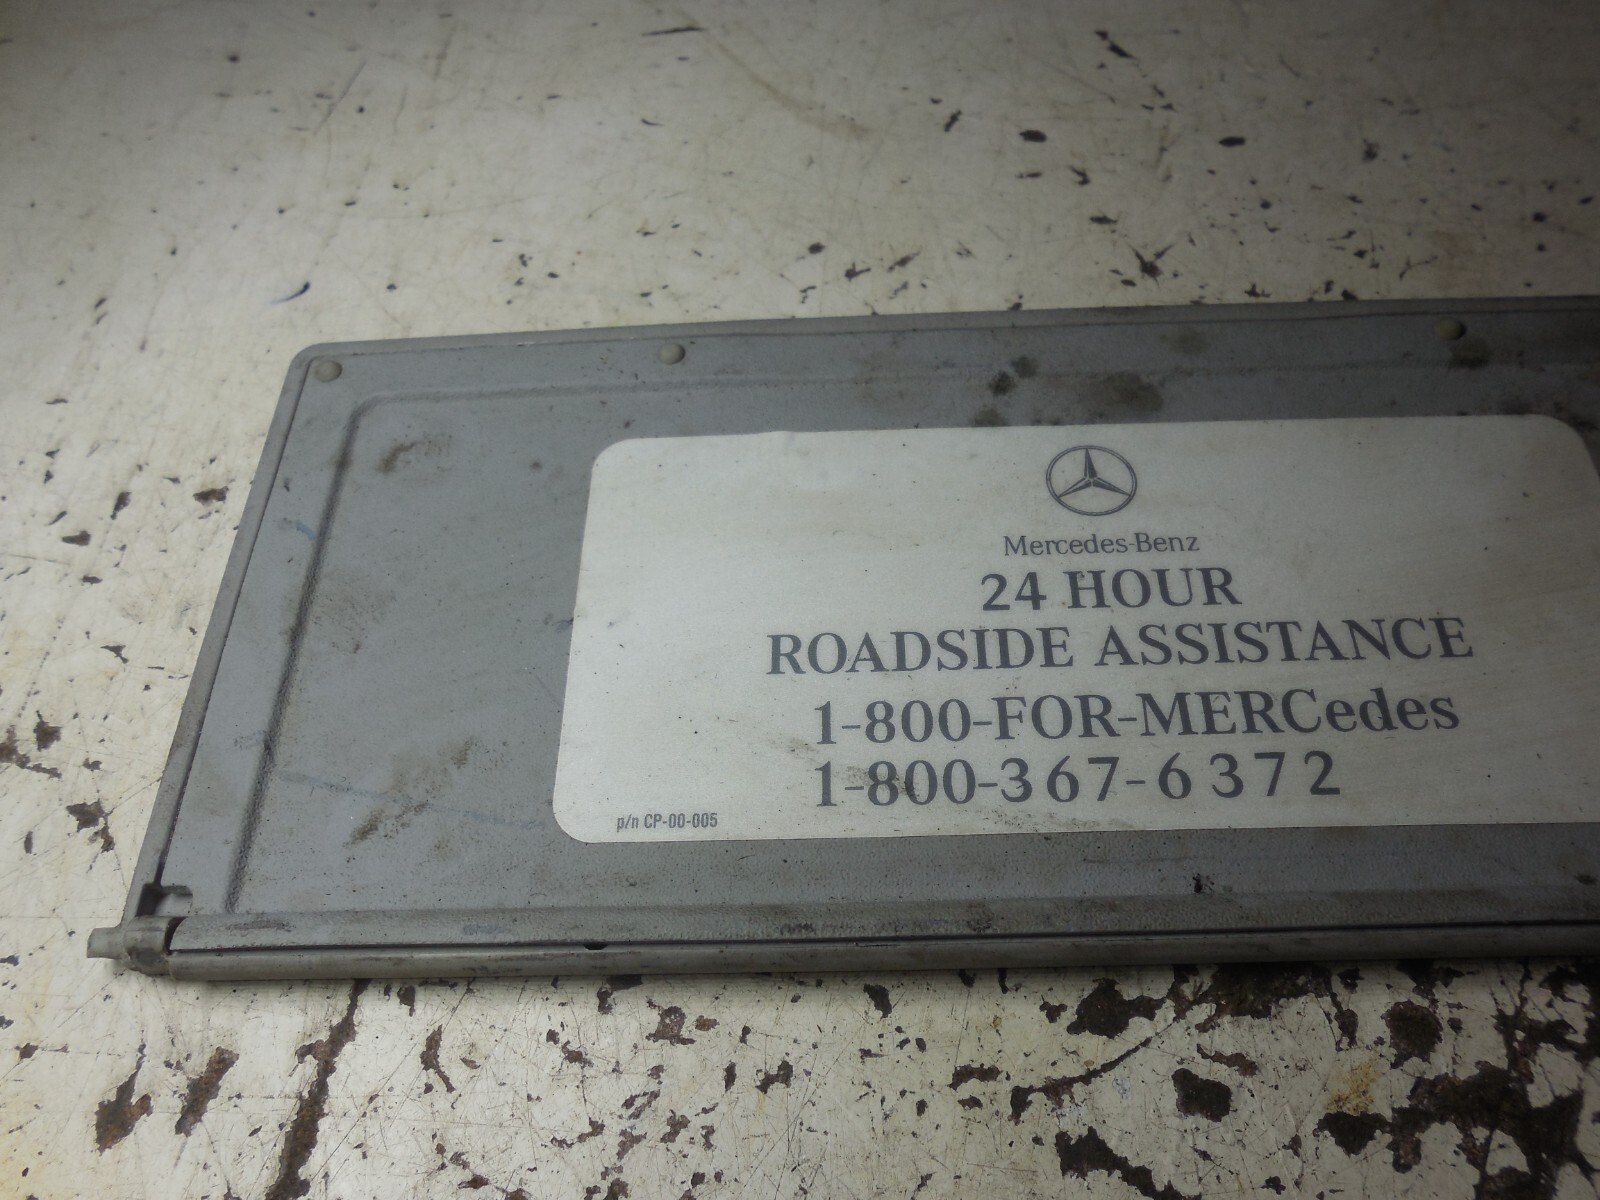 Mercedes-Benz
24 HOUR
ROADSIDE ASSISTANCE
1-800-FOR-MERCedes
1-800-367-6372
p/n CP-00-005